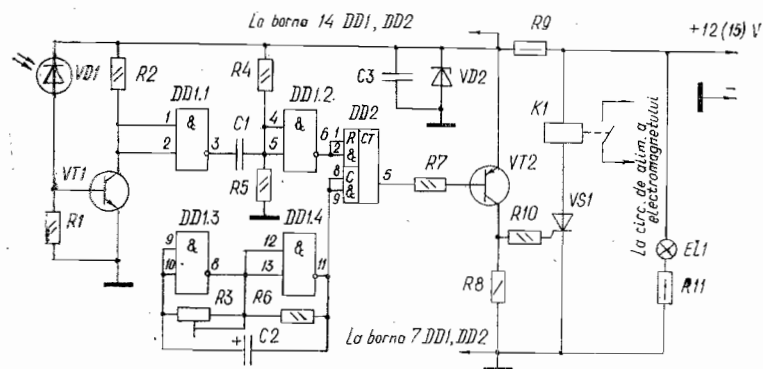 La borna 14 DD1, DD2
R9
+12 (15) V
VD1
R2
R4
C3
VD2
K1
DD1.1
DD1.2
DD2
1
&
2
3
C1
4
&
5
6
1
2
R CT
&
8
C
9
&
5
R7
VT2
VT1
R5
R1
DD1.3
DD1.4
9
&
10
8
12
&
13
11
R10
VS1
La circ. de alim. a
electromagnetului
EL1
R3
R6
R8
R11
+
C2
La borna 7 DD1, DD2